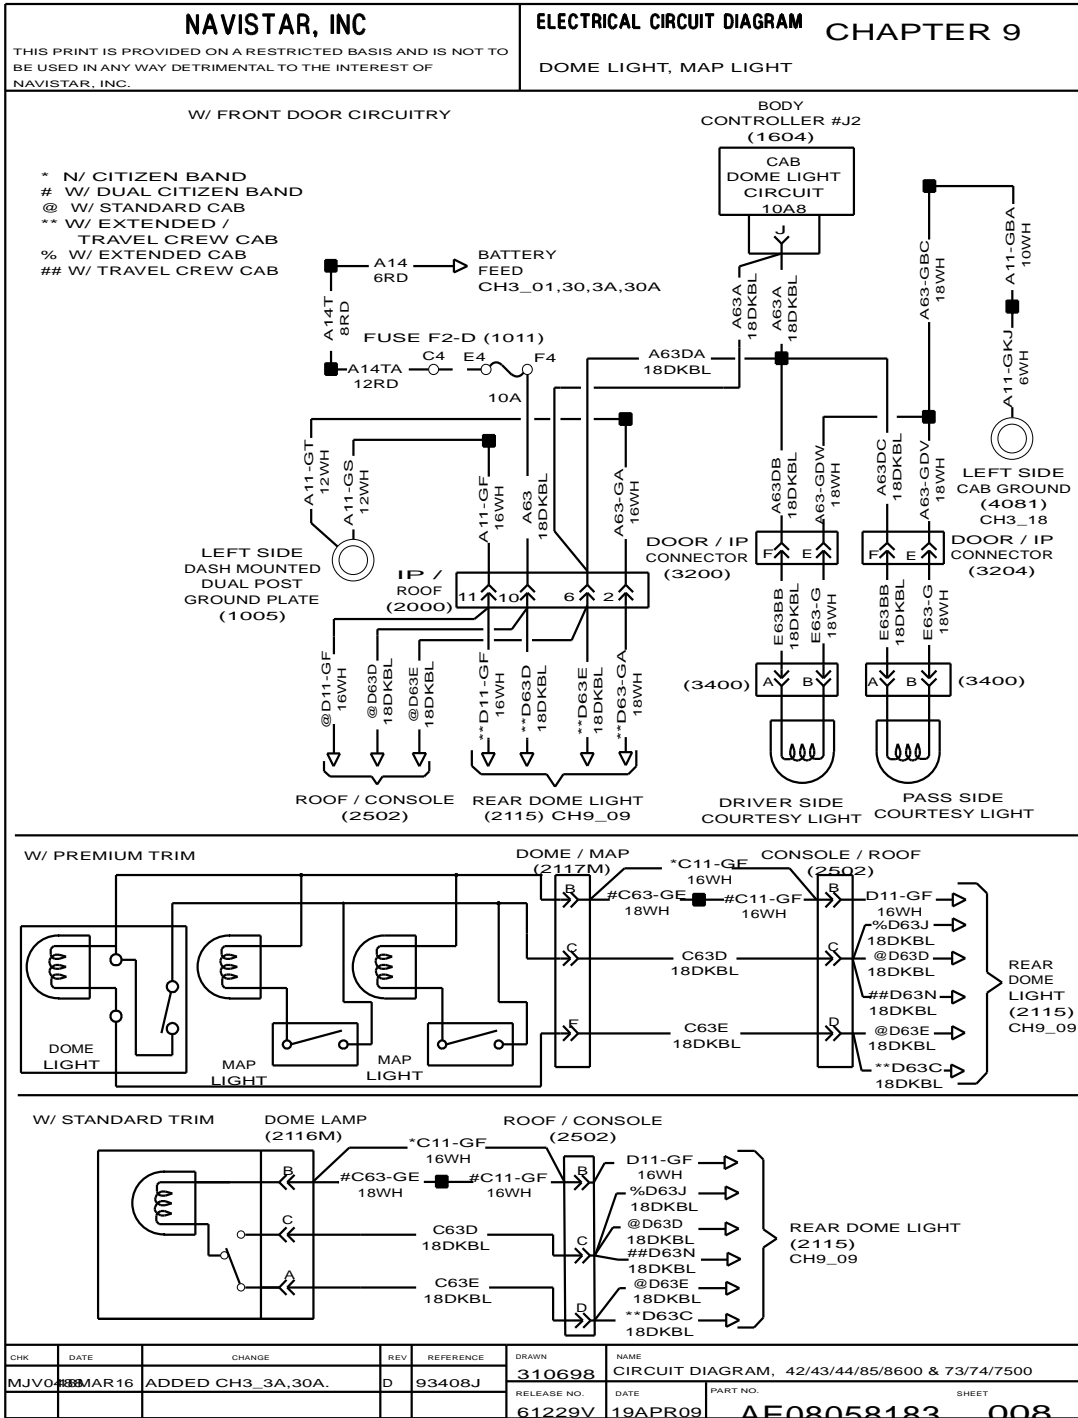 NAVISTAR, INC
THIS PRINT IS PROVIDED ON A RESTRICTED BASIS AND IS NOT TO
BE USED IN ANY WAY DETRIMENTAL TO THE INTEREST OF
NAVISTAR, INC.
ELECTRICAL CIRCUIT DIAGRAM
CHAPTER 9
DOME LIGHT, MAP LIGHT
W/ FRONT DOOR CIRCUITRY
* N/ CITIZEN BAND
# W/ DUAL CITIZEN BAND
@ W/ STANDARD CAB
** W/ EXTENDED /
TRAVEL CREW CAB
% W/ EXTENDED CAB
## W/ TRAVEL CREW CAB
BODY
CONTROLLER #J2
(1604)
CAB
DOME LIGHT
CIRCUIT
10A8
J
A63A
18DKBL
A63A
18DKBL
A63-GBC
18WH
A11-GBA
10WH
A11-GKJ
6WH
A14
6RD
BATTERY
FEED
CH3_01,30,3A,30A
A14T
8RD
FUSE F2-D (1011)
A14TA
12RD
C4
E4
F4
10A
A63DA
18DKBL
A11-GT
12WH
A11-GS
12WH
A11-GF
16WH
A63
18DKBL
A63-GA
16WH
A63DB
18DKBL
A63-GDW
18WH
A63DC
18DKBL
A63-GDV
18WH
LEFT SIDE
CAB GROUND
(4081)
CH3_18
LEFT SIDE
DASH MOUNTED
DUAL POST
GROUND PLATE
(1005)
IP /
ROOF
(2000)
11
10
6
2
DOOR / IP
CONNECTOR
(3200)
F
E
F
E
DOOR / IP
CONNECTOR
(3204)
E63BB
18DKBL
E63-G
18WH
E63BB
18DKBL
E63-G
18WH
@D11-GF
16WH
@D63D
18DKBL
@D63E
18DKBL
**D11-GF
16WH
**D63D
18DKBL
**D63E
18DKBL
**D63-GA
18WH
(3400)
A
B
A
B
(3400)
ROOF / CONSOLE
(2502)
REAR DOME LIGHT
(2115) CH9_09
DRIVER SIDE
COURTESY LIGHT
PASS SIDE
COURTESY LIGHT
W/ PREMIUM TRIM
DOME / MAP
(2117M)
CONSOLE / ROOF
(2502)
*C11-GF
16WH
#C63-GE
18WH
#C11-GF
16WH
B
C
F
C63D
18DKBL
C63E
18DKBL
B
C
D
D11-GF
16WH
%D63J
18DKBL
@D63D
18DKBL
##D63N
18DKBL
@D63E
18DKBL
**D63C
18DKBL
REAR
DOME
LIGHT
(2115)
CH9_09
DOME
LIGHT
MAP
LIGHT
MAP
LIGHT
W/ STANDARD TRIM
DOME LAMP
(2116M)
ROOF / CONSOLE
(2502)
*C11-GF
16WH
#C63-GE
18WH
#C11-GF
16WH
B
C
A
C63D
18DKBL
C63E
18DKBL
B
C
D
D11-GF
16WH
%D63J
18DKBL
@D63D
18DKBL
##D63N
18DKBL
@D63E
18DKBL
**D63C
18DKBL
REAR DOME LIGHT
(2115)
CH9_09
CHK DATE CHANGE REV REFERENCE
ADDED CH3_3A,30A. D 93408J
DRAWN
310698
NAME
CIRCUIT DIAGRAM, 42/43/44/85/8600 & 73/74/7500
RELEASE NO.
61229V
DATE
19APR09
PART NO.
AE08058183
SHEET
008